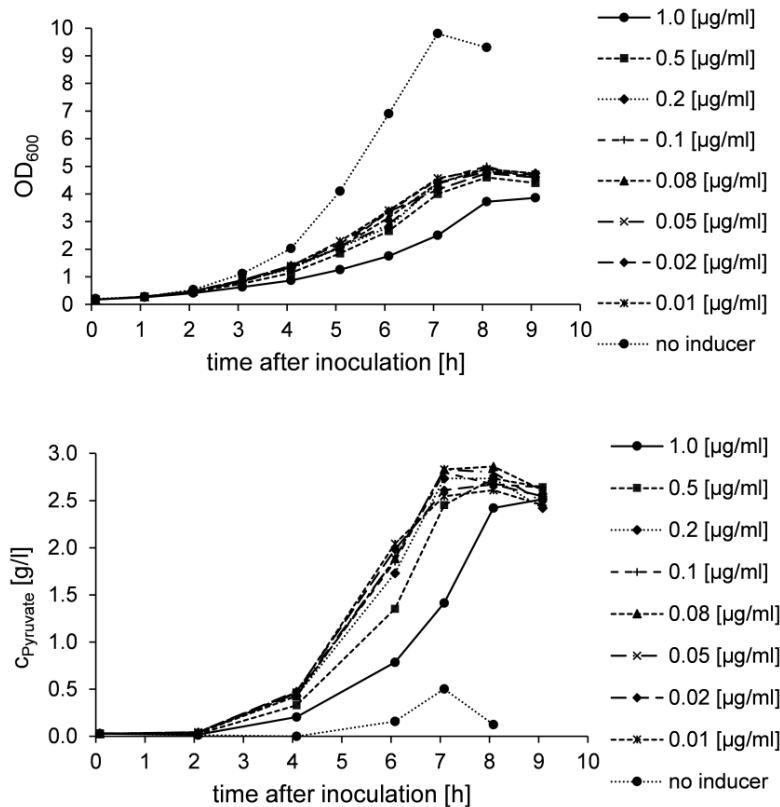 10
9
8
7
6
5
4
3
2
1
0
OD600
0 1 2 3 4 5 6 7 8 9 10
time after inoculation [h]
1.0 [µg/ml]
0.5 [µg/ml]
0.2 [µg/ml]
0.1 [µg/ml]
0.08 [µg/ml]
0.05 [µg/ml]
0.02 [µg/ml]
0.01 [µg/ml]
no inducer
3.0
2.5
2.0
1.5
1.0
0.5
0.0
cPyruvate [g/l]
0 1 2 3 4 5 6 7 8 9 10
time after inoculation [h]
1.0 [µg/ml]
0.5 [µg/ml]
0.2 [µg/ml]
0.1 [µg/ml]
0.08 [µg/ml]
0.05 [µg/ml]
0.02 [µg/ml]
0.01 [µg/ml]
no inducer